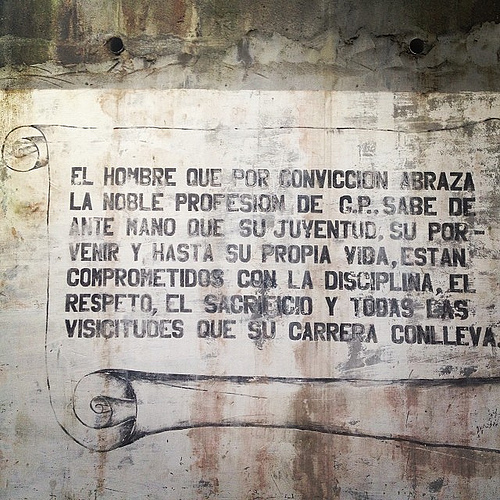 EL HOMBRE QUE POR CONVICCION ABRAZA
LA NOBLE PROFESION DE G.P., SABE DE
ANTE MANO QUE SU JUVENTUD, SU POR-
VENIR Y, HASTA SU PROPIA VIDA, ESTAN
COMPROMETIDOS CON LA DISCIPLINA, EL
RESPETO, EL SACRIFICIO Y TODAS LAS
VISICITUDES QUE SU CARRERA CONLLEVA.